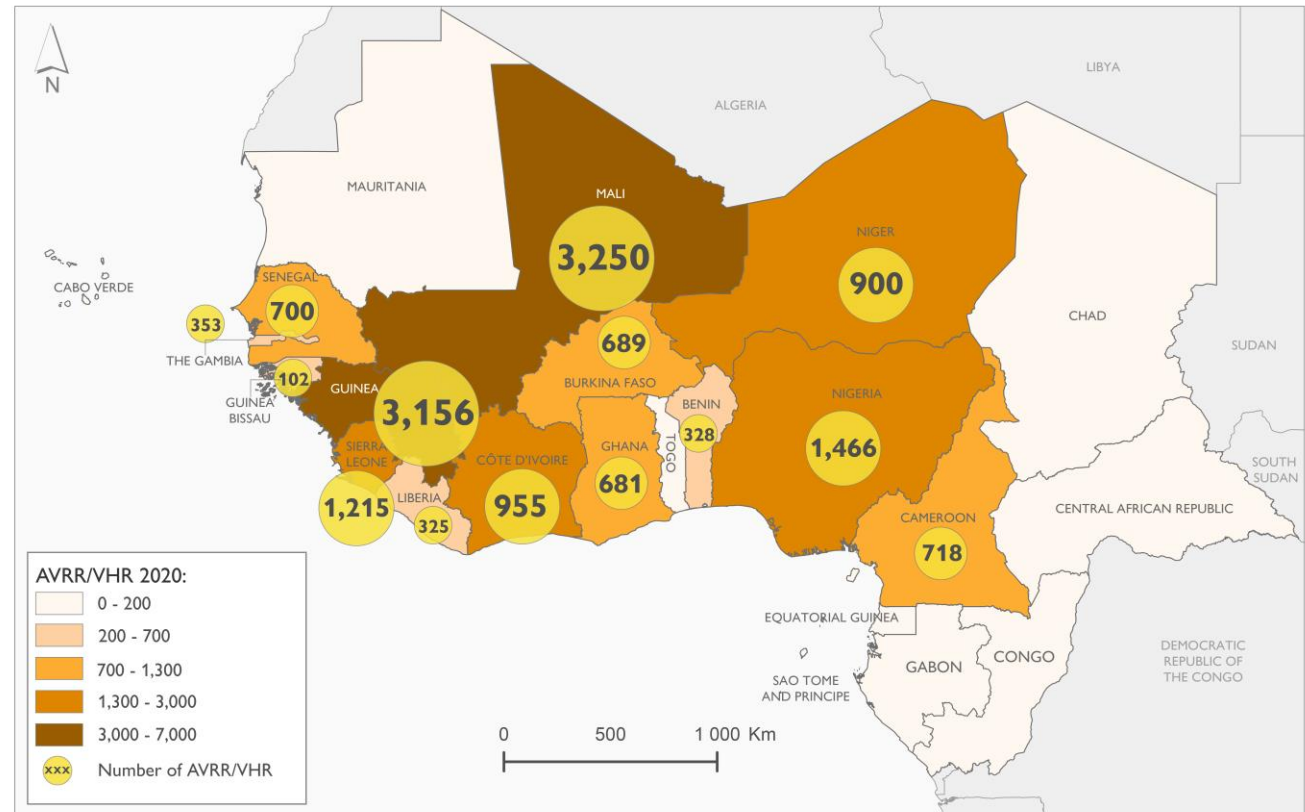 N
LIBYA
ALGERIA
MAURITANIA
MALI
3,250
NIGER
900
CABO VERDE
SENEGAL
700
353
THE GAMBIA
CHAD
SUDAN
689
BURKINA FASO
102
GUINEA
BISSAU
GUINEA
3,156
NIGERIA
1,466
BENIN
328
TOGO
GHANA
681
CÔTE D'IVOIRE
955
SIERRA
LEONE
1,215
LIBERIA
325
SOUTH
SUDAN
CENTRAL AFRICAN REPUBLIC
CAMEROON
718
EQUATORIAL GUINEA
GABON
CONGO
SAO TOME
AND PRINCIPE
DEMOCRATIC
REPUBLIC OF
THE CONGO
AVRR/VHR 2020:
0 - 200
200 - 700
700 - 1,300
1,300 - 3,000
3,000 - 7,000
xxx Number of AVRR/VHR
0 500 1 000 Km